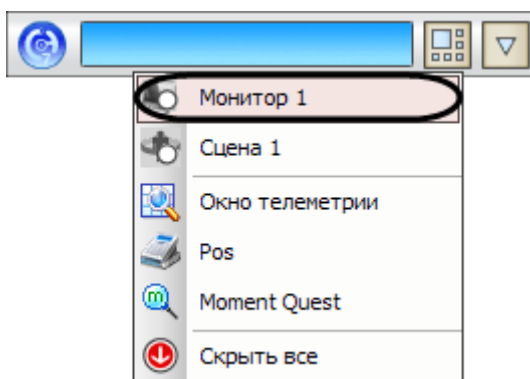 Монитор 1
Сцена 1
Окно телеметрии
Pos
Moment Quest
Скрыть все